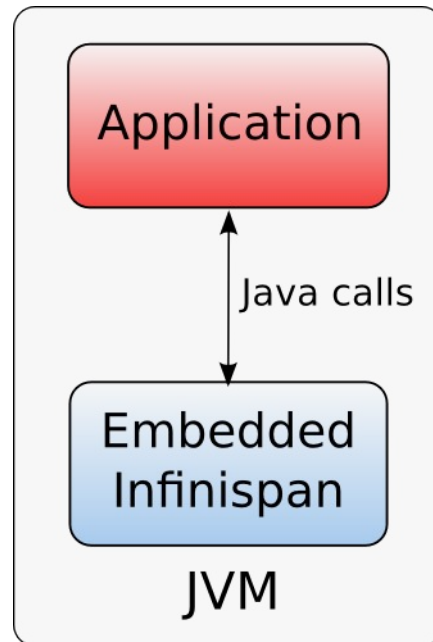 Application
Java calls
Embedded
Infinispan
JVM